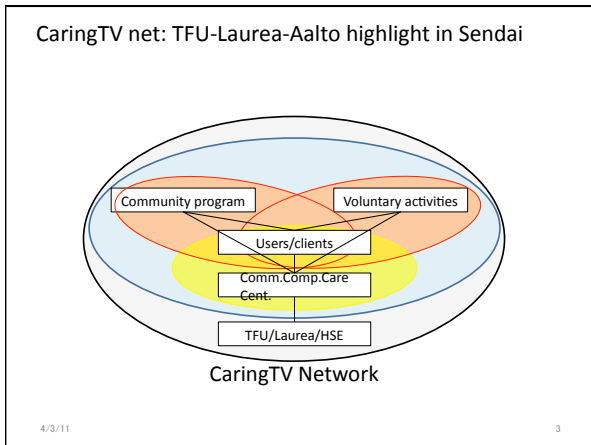 CaringTV net: TFU-Laurea-Aalto highlight in Sendai
Community program
Voluntary activities
Users/clients
Comm.Comp.Care
Cent.
TFU/Laurea/HSE
CaringTV Network
4/3/11
3